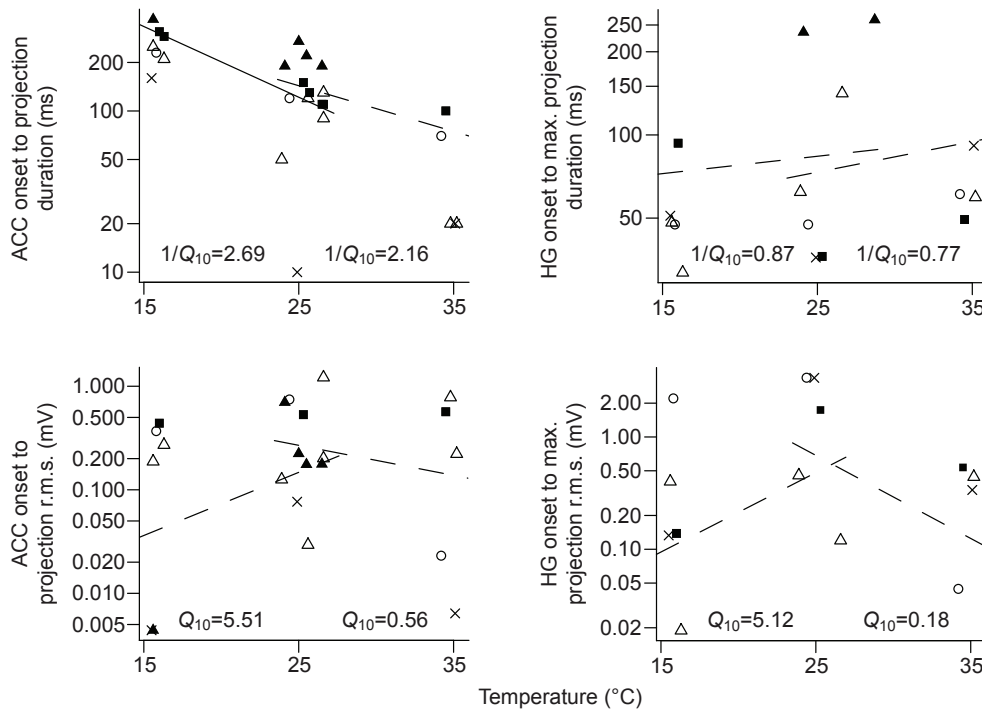 ACC onset to projection
duration (ms)
200
100
50
20
10
1/Q10=2.69
1/Q10=2.16
15
25
35
HG onset to max. projection
duration (ms)
250
200
150
100
50
1/Q10=0.87
1/Q10=0.77
15
25
35
ACC onset to
projection r.m.s. (mV)
1.000
0.500
0.200
0.100
0.050
0.020
0.010
0.005
Q10=5.51
Q10=0.56
15
25
35
HG onset to max.
projection r.m.s. (mV)
2.00
1.00
0.50
0.20
0.10
0.05
0.02
Q10=5.12
Q10=0.18
15
25
35
Temperature (°C)